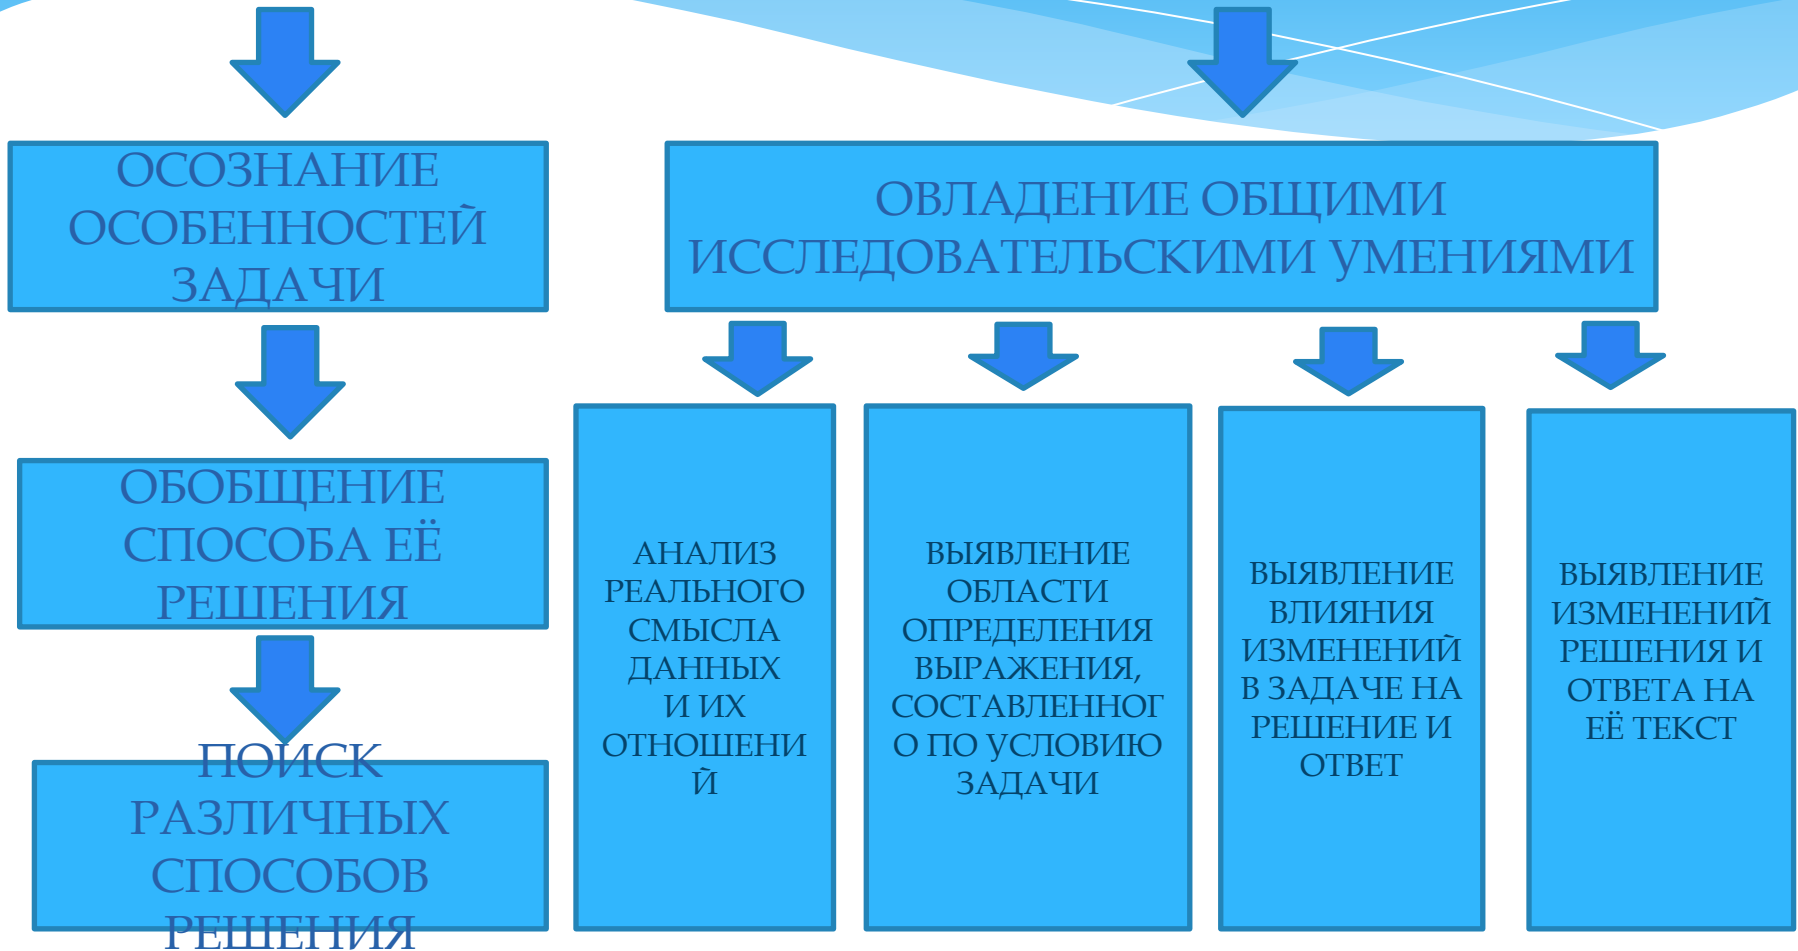 ОСОЗНАНИЕ
ОСОБЕННОСТЕЙ
ЗАДАЧИ
ОВЛАДЕНИЕ ОБЩИМИ
ИССЛЕДОВАТЕЛЬСКИМИ УМЕНИЯМИ
ОБОБЩЕНИЕ
СПОСОБА ЕЁ
РЕШЕНИЯ
ПОИСК
РАЗЛИЧНЫХ
СПОСОБОВ
РЕШЕНИЯ
АНАЛИЗ
РЕАЛЬНОГО
СМЫСЛА
ДАННЫХ
И ИХ
ОТНОШЕНИ
Й
ВЫЯВЛЕНИЕ
ОБЛАСТИ
ОПРЕДЕЛЕНИЯ
ВЫРАЖЕНИЯ,
СОСТАВЛЕННОГ
О ПО УСЛОВИЮ
ЗАДАЧИ
ВЫЯВЛЕНИЕ
ВЛИЯНИЯ
ИЗМЕНЕНИЙ
В ЗАДАЧЕ НА
РЕШЕНИЕ И
ОТВЕТ
ВЫЯВЛЕНИЕ
ИЗМЕНЕНИЙ
РЕШЕНИЯ И
ОТВЕТА НА
ЕЁ ТЕКСТ